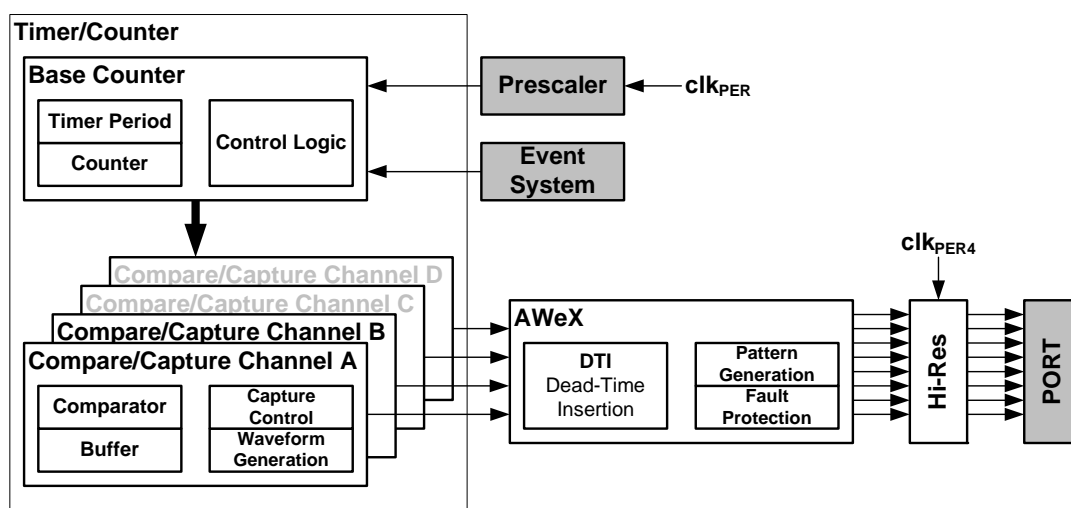 Timer/Counter
Base Counter
Timer Period
Counter
Control Logic
Prescaler
clkPER
Event
System
Compare/Capture Channel D
Compare/Capture Channel C
Compare/Capture Channel B
Compare/Capture Channel A
Comparator
Buffer
Capture
Control
Waveform
Generation
AWeX
DTI
Dead-Time
Insertion
Pattern
Generation
Fault
Protection
clkPER4
Hi-Res
PORT